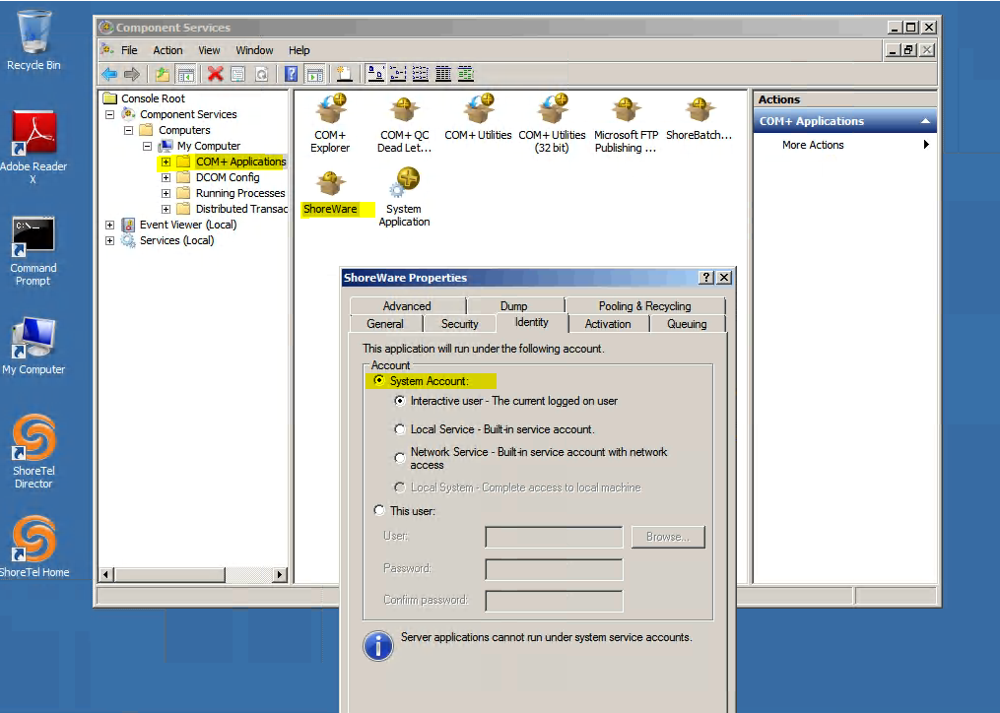 Recycle Bin
Adobe Reader
X
C:\
Command
Prompt
My Computer
ShoreTel
Director
ShoreTel Home
Component Services
File Action View Window Help
Console Root
Component Services
Computers
My Computer
COM+ Applications
DCOM Config
Running Processes
Distributed Transac
Event Viewer (Local)
Services (Local)
COM+
Explorer
COM+ QC
Dead Let...
COM+ Utilities
COM+ Utilities
(32 bit)
Microsoft FTP
Publishing ...
ShoreBatch...
ShoreWare
System
Application
Actions
COM+ Applications
More Actions
ShoreWare Properties
Advanced Dump Pooling & Recycling
General Security Identity Activation Queuing
This application will run under the following account.
Account
System Account:
Interactive user - The current logged on user
Local Service - Built-in service account.
Network Service - Built-in service account with network
access
Local System - Complete access to local machine
This user:
User:
Browse...
Password:
Confirm password:
Server applications cannot run under system service accounts.